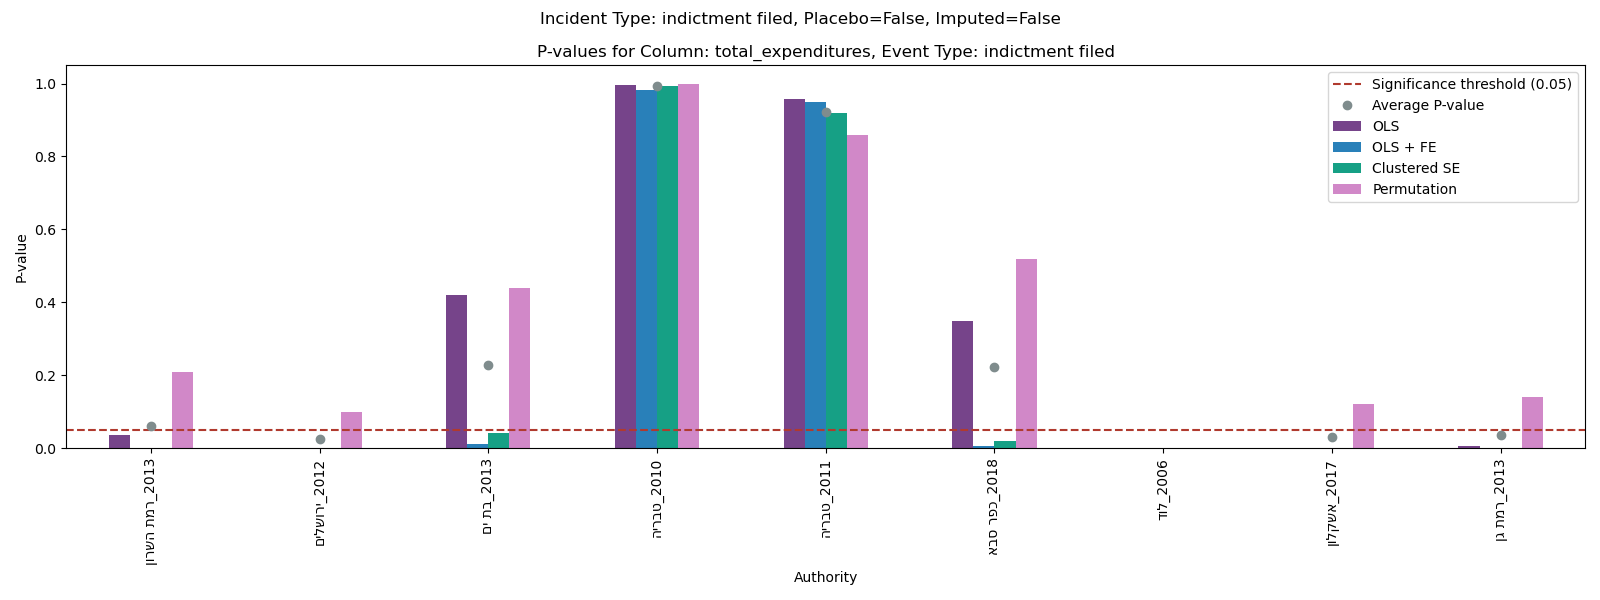 Incident Type: indictment filed, Placebo=False, Imputed=False
P-values for Column: total_expenditures, Event Type: indictment filed
Significance threshold (0.05)
Average P-value
OLS
OLS + FE
Clustered SE
Permutation
P-value
1.0
0.8
0.6
0.4
0.2
0.0
רמת השרון_2013
ירושלים_2012
בת ים_2013
טבריה_2010
טבריה_2011
כפר סבא_2018
לוד_2006
אשקלון_2017
רמת גן_2013
Authority